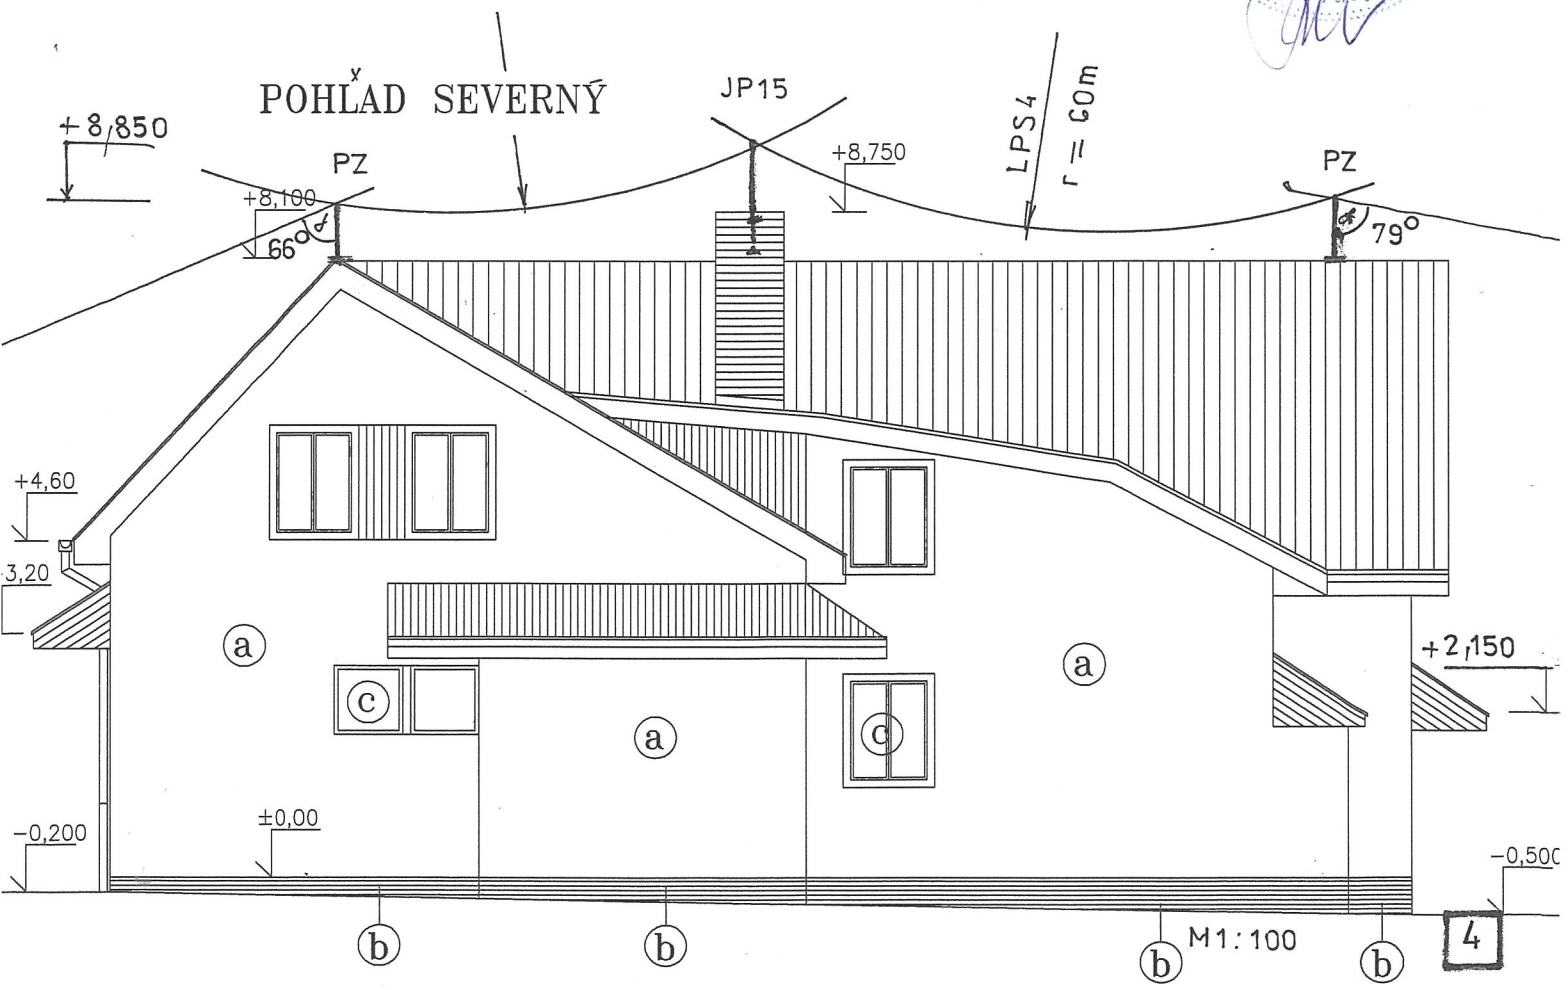 POHĽAD SEVERNÝ
JP15
LPS4
r = 60m
+8,850
PZ
+8,100
+8,750
PZ
66° α
α 79°
+4,60
3,20
a
c
a
c
a
+2,150
±0,00
-0,200
-0,500
b
b
b
b
M1:100
4